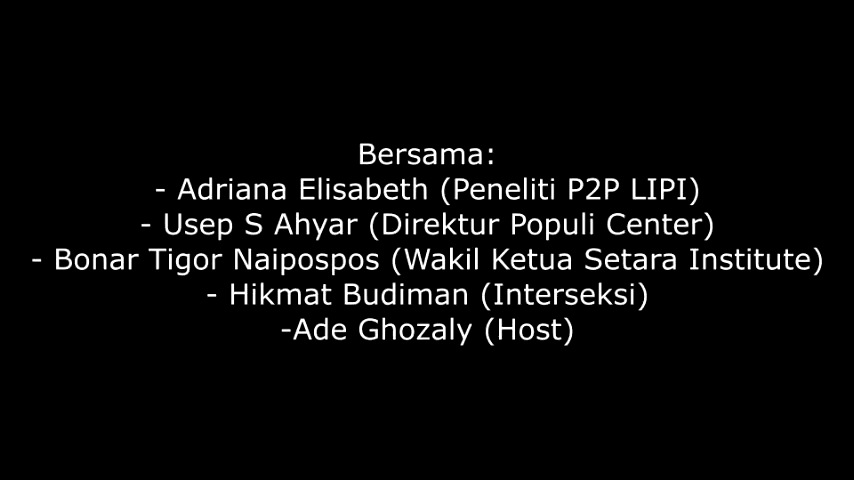 Bersama:
- Adriana Elisabeth (Peneliti P2P LIPI)
- Usep S Ahyar (Direktur Populi Center)
- Bonar Tigor Naipospos (Wakil Ketua Setara Institute)
- Hikmat Budiman (Interseksi)
-Ade Ghozaly (Host)